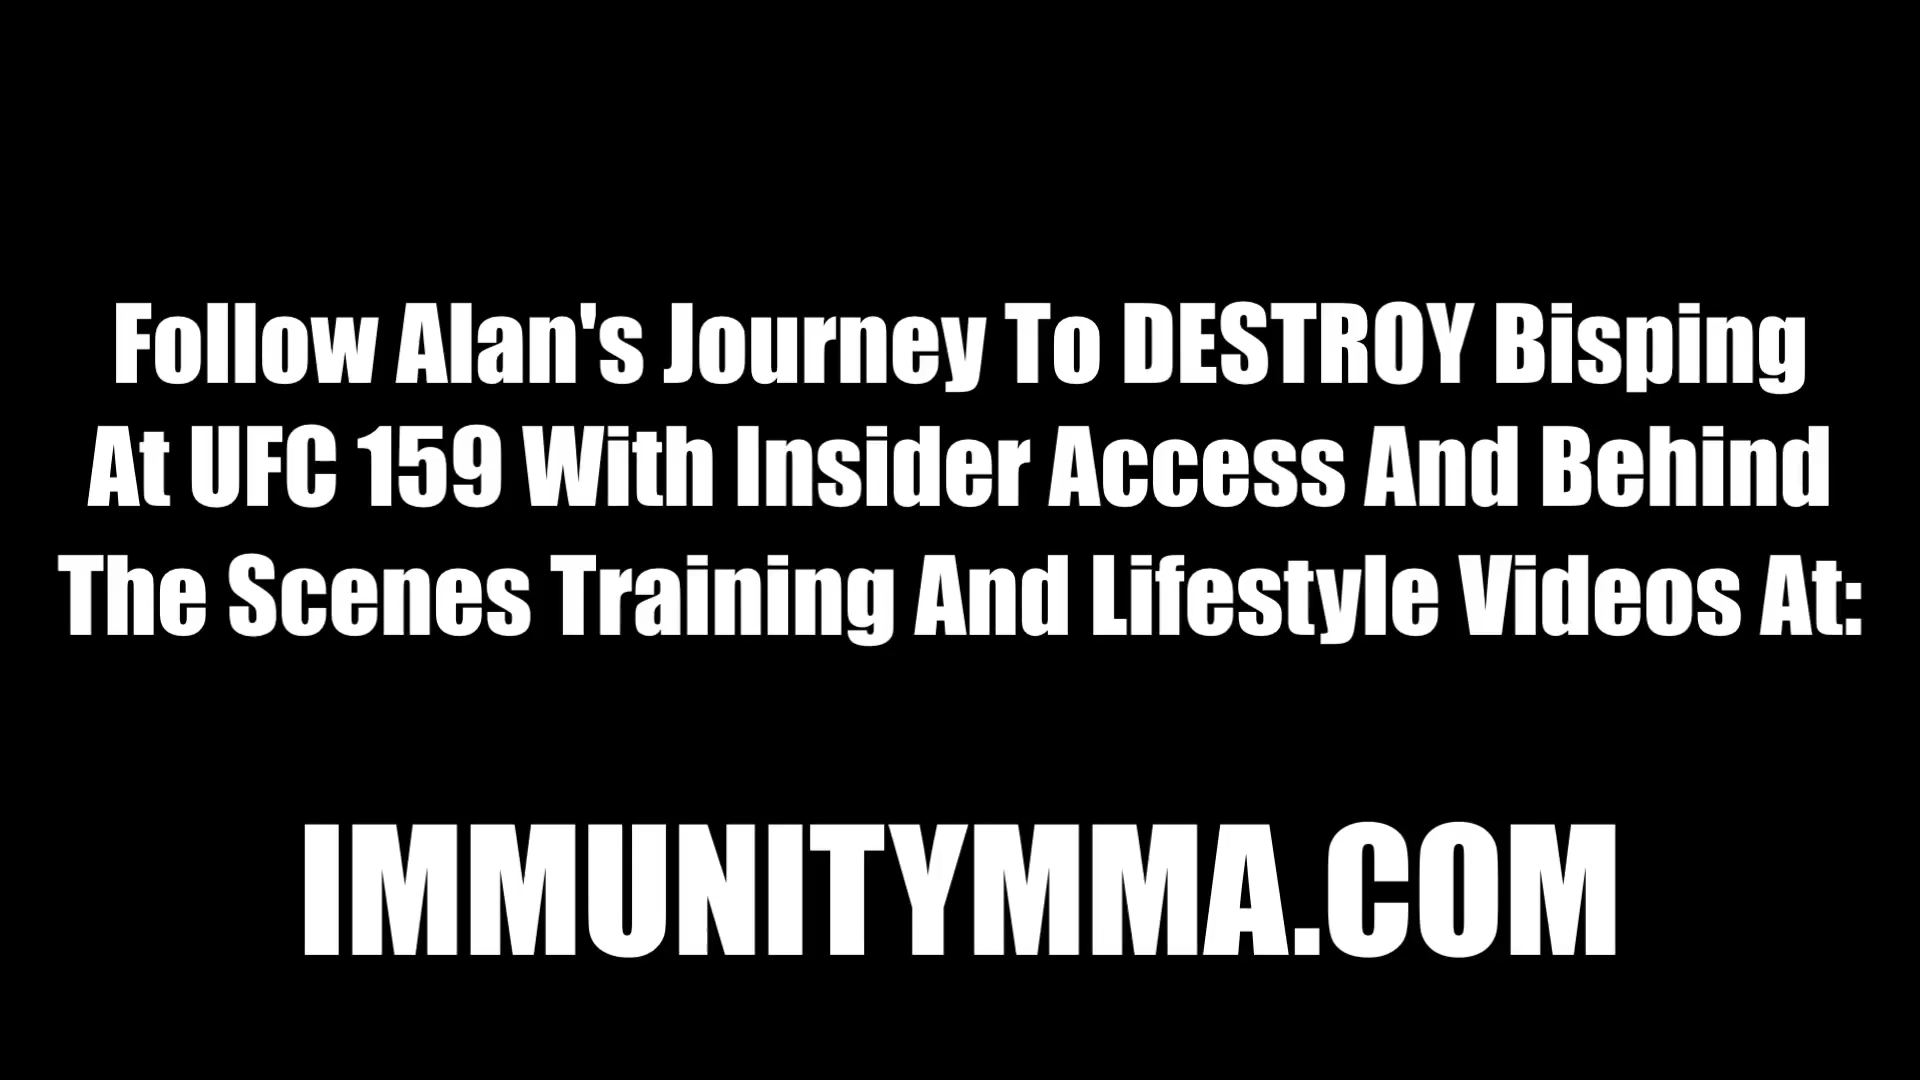 Follow Alan's Journey To DESTROY Bisping
At UFC 159 With Insider Access And Behind
The Scenes Training And Lifestyle Videos At:
IMMUNITYMMA.COM